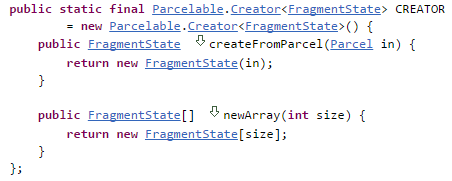 public static final Parcelable.Creator<FragmentState> CREATOR
        = new Parcelable.Creator<FragmentState>() {
    public FragmentState createFromParcel(Parcel in) {
        return new FragmentState(in);
    }

    public FragmentState[] newArray(int size) {
        return new FragmentState[size];
    }
};